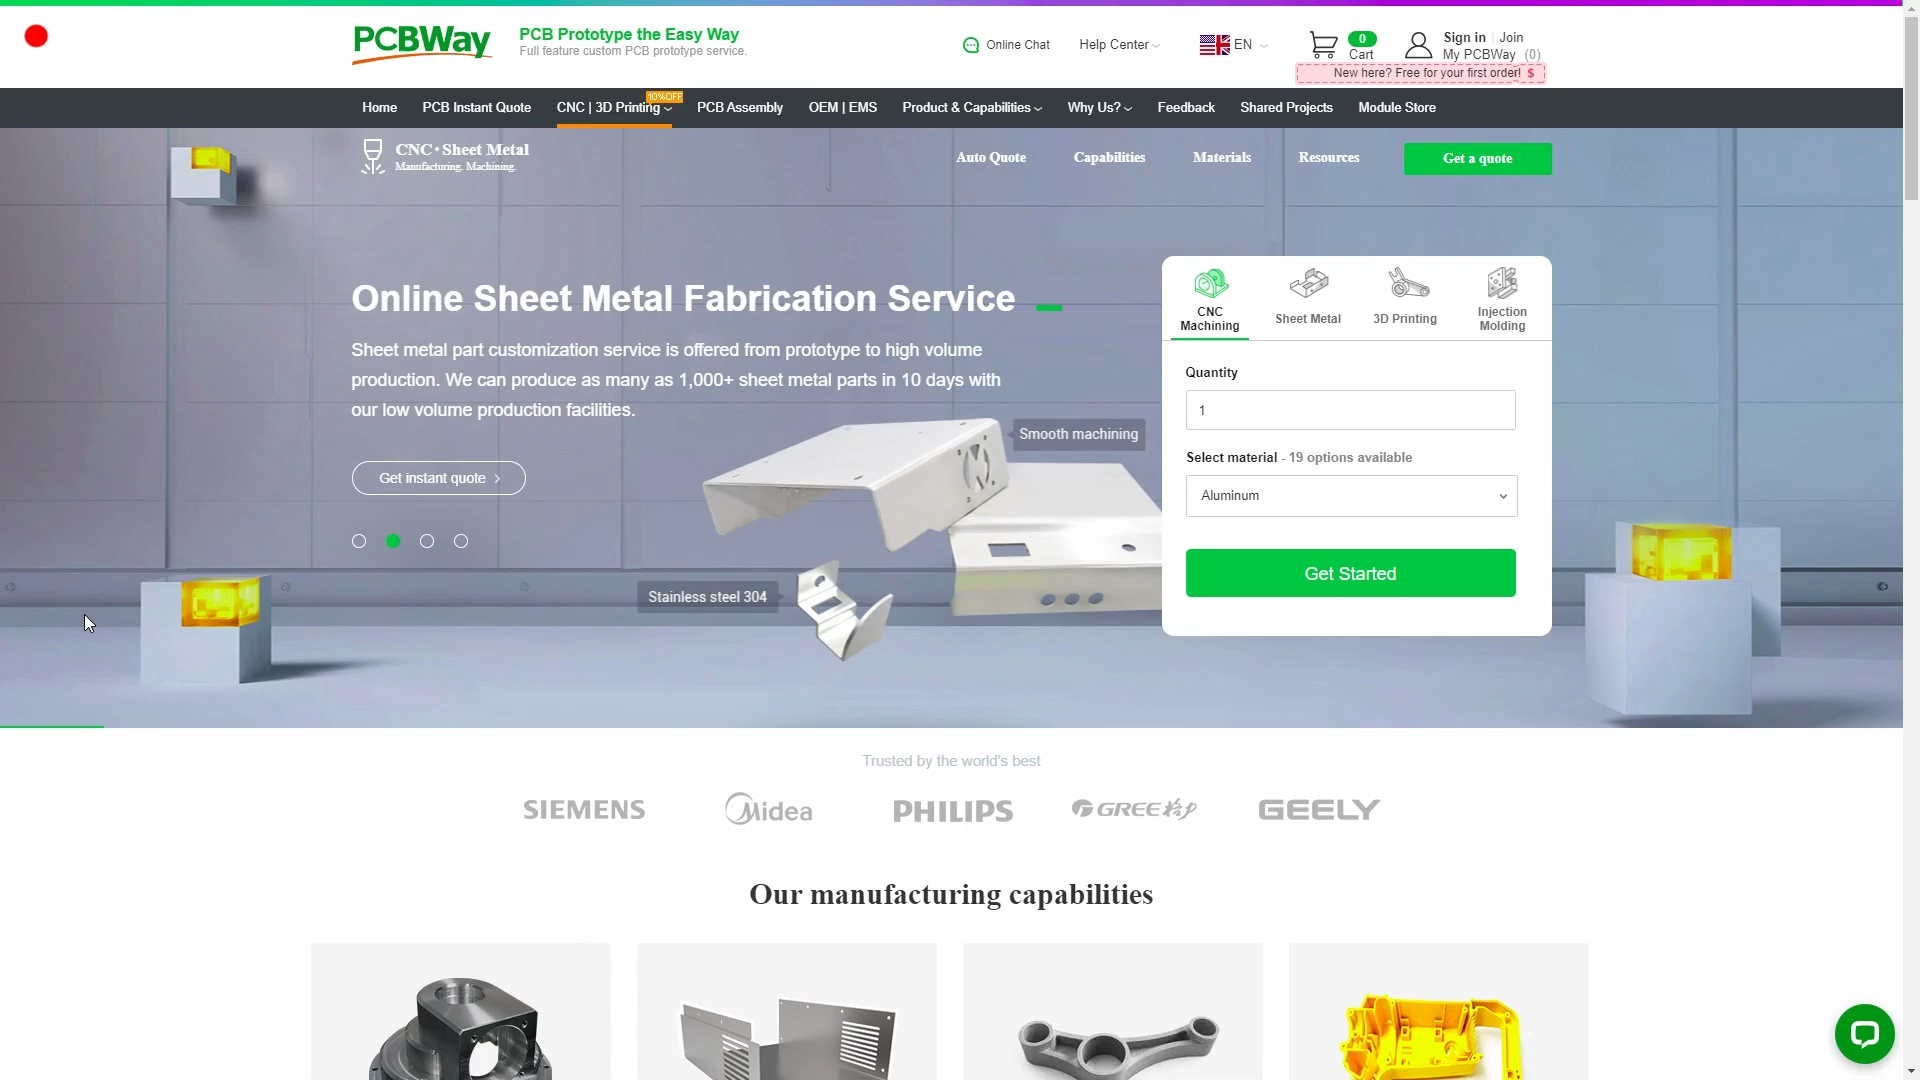 PCBWay
PCB Prototype the Easy Way
Full feature custom PCB prototype service.
Online Chat
Help Center
EN
0
Cart
Sign in
Join
My PCBWay (0)
New here? Free for your first order! $
Home
PCB Instant Quote
CNC | 3D Printing
10%OFF
PCB Assembly
OEM | EMS
Product & Capabilities
Why Us?
Feedback
Shared Projects
Module Store
CNC·Sheet Metal
Manufacturing. Machining.
Auto Quote
Capabilities
Materials
Resources
Get a quote
Online Sheet Metal Fabrication Service
Sheet metal part customization service is offered from prototype to high volume
production. We can produce as many as 1,000+ sheet metal parts in 10 days with
our low volume production facilities.
Get instant quote >
Smooth machining
Stainless steel 304
CNC
Machining
Sheet Metal
3D Printing
Injection
Molding
Quantity
1
Select material - 19 options available
Aluminum
Get Started
Trusted by the world's best
SIEMENS
Midea
PHILIPS
GREE格力
GEELY
Our manufacturing capabilities